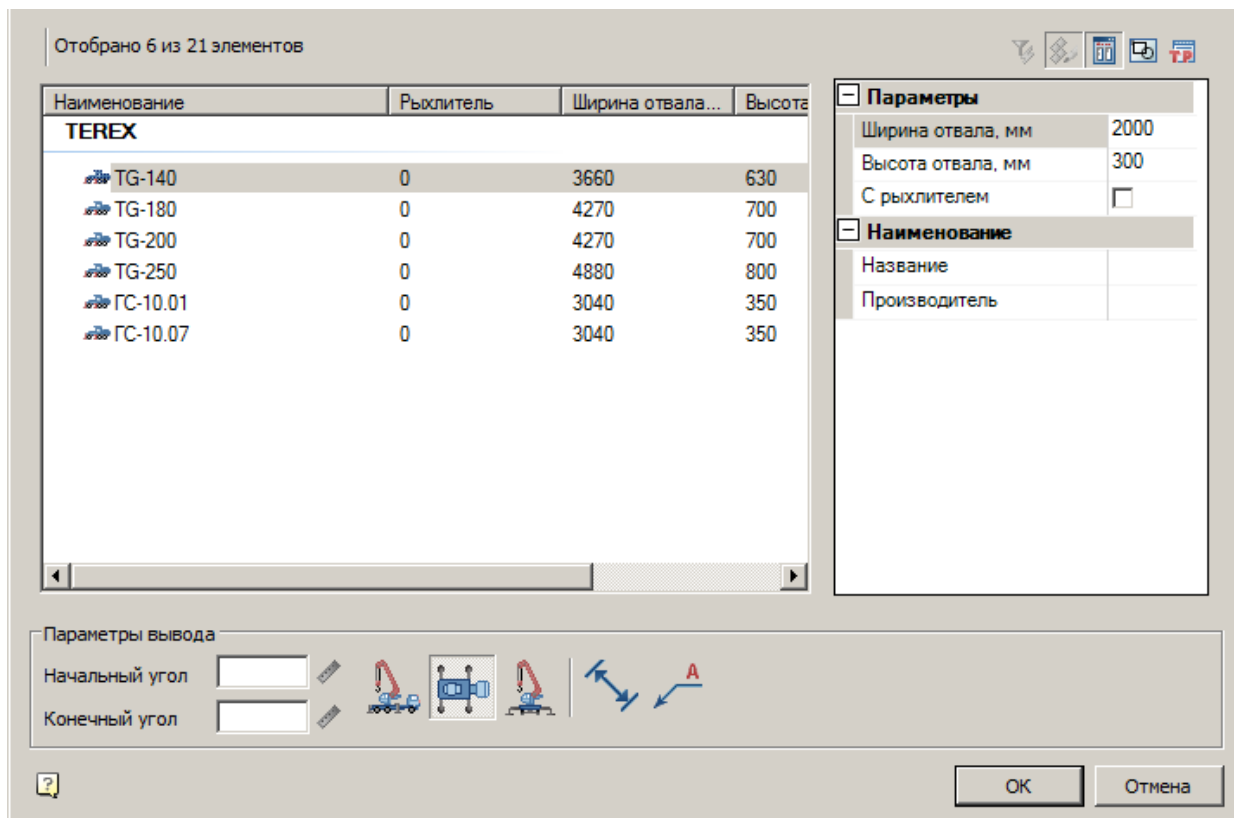 Отобрано 6 из 21 элементов
Наименование Рыхлитель Ширина отвала... Высота
TEREX
TG-140 0 3660 630
TG-180 0 4270 700
TG-200 0 4270 700
TG-250 0 4880 800
ГС-10.01 0 3040 350
ГС-10.07 0 3040 350
T.P
Параметры
Ширина отвала, мм 2000
Высота отвала, мм 300
С рыхлителем
Наименование
Название
Производитель
Параметры вывода
Начальный угол
Конечный угол
A
?
OK Отмена